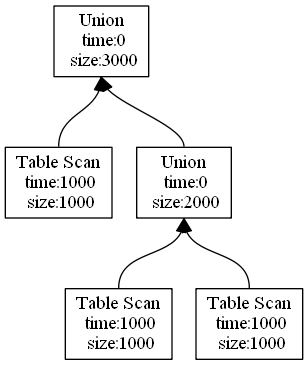 Union
time:0
size:3000
Table Scan
time:1000
size:1000
Union
time:0
size:2000
Table Scan
time:1000
size:1000
Table Scan
time:1000
size:1000